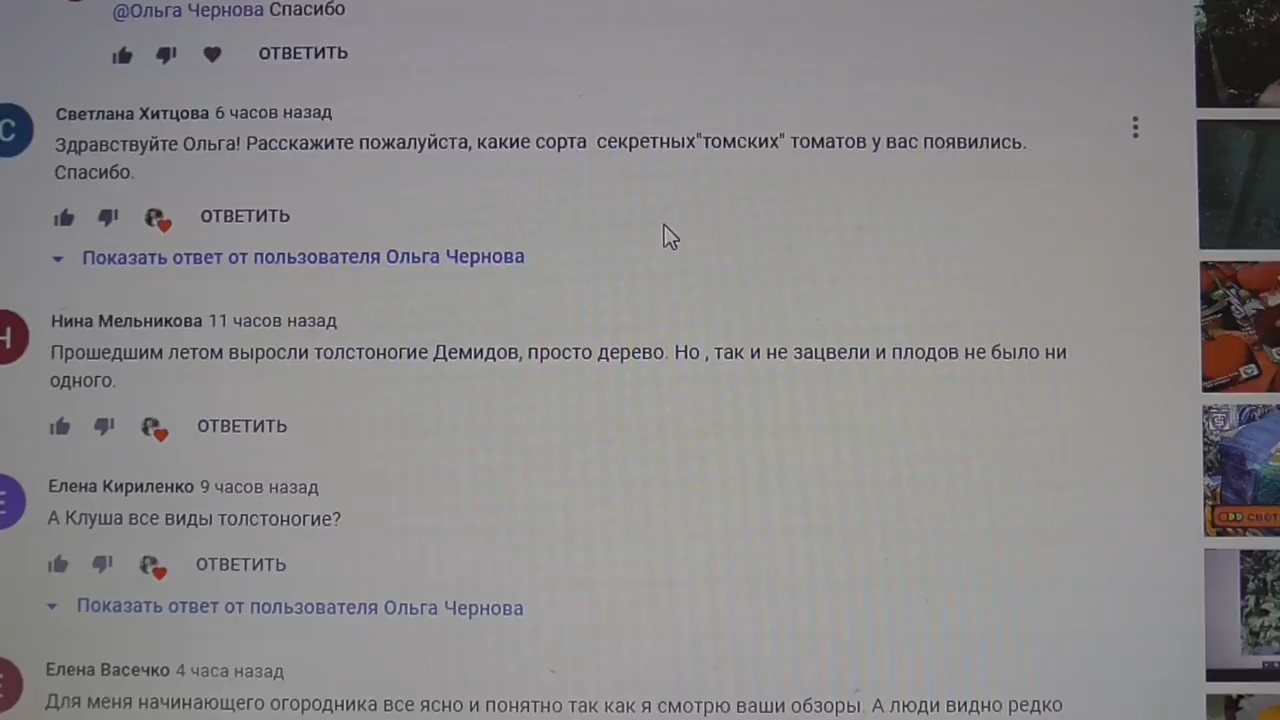 @Ольга Чернова Спасибо
ОТВЕТИТЬ
Светлана Хитцова 6 часов назад
Здравствуйте Ольга! Расскажите пожалуйста, какие сорта секретных"томских" томатов у вас появились.
Спасибо.
ОТВЕТИТЬ
Показать ответ от пользователя Ольга Чернова
Нина Мельникова 11 часов назад
Прошедшим летом выросли толстоногие Демидов, просто дерево. Но , так и не зацвели и плодов не было ни
одного.
ОТВЕТИТЬ
Елена Кириленко 9 часов назад
А Клуша все виды толстоногие?
ОТВЕТИТЬ
Показать ответ от пользователя Ольга Чернова
Елена Васечко 4 часа назад
Для меня начинающего огородника все ясно и понятно так как я смотрю ваши обзоры. А люди видно редко